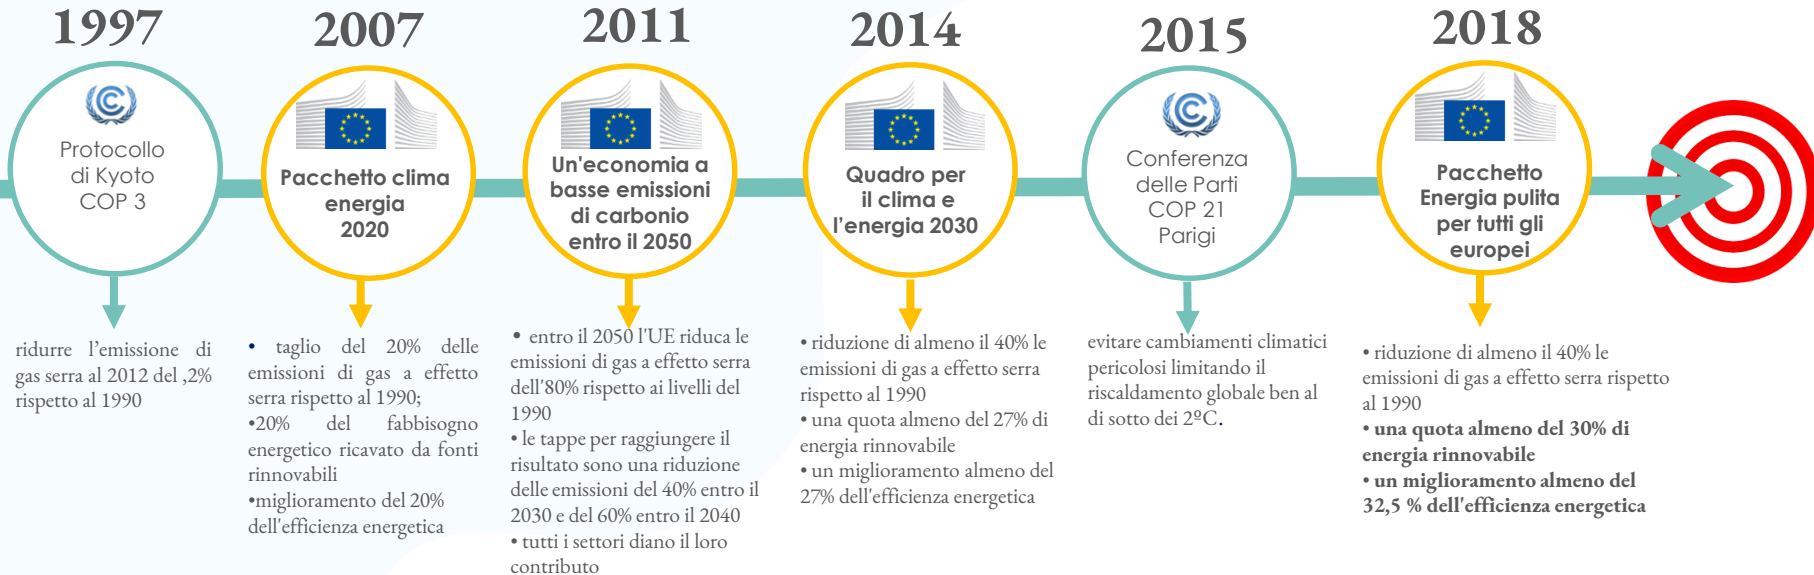 1997
Protocollo
di Kyoto
COP 3
ridurre l’emissione di
gas serra al 2012 del ,2%
rispetto al 1990
2007
Pacchetto clima
energia
2020
• taglio del 20% delle
emissioni di gas a effetto
serra rispetto al 1990;
•20% del fabbisogno
energetico ricavato da fonti
rinnovabili
•miglioramento del 20%
dell'efficienza energetica
2011
Un'economia a
basse emissioni
di carbonio
entro il 2050
• entro il 2050 l'UE riduca le
emissioni di gas a effetto serra
dell'80% rispetto ai livelli del
1990
• le tappe per raggiungere il
risultato sono una riduzione
delle emissioni del 40% entro il
2030 e del 60% entro il 2040
• tutti i settori diano il loro
contributo
2014
Quadro per
il clima e
l’energia 2030
• riduzione di almeno il 40% le
emissioni di gas a effetto serra
rispetto al 1990
• una quota almeno del 27% di
energia rinnovabile
• un miglioramento almeno del
27% dell'efficienza energetica
2015
Conferenza
delle Parti
COP 21
Parigi
evitare cambiamenti climatici
pericolosi limitando il
riscaldamento globale ben al
di sotto dei 2ºC.
2018
Pacchetto
Energia pulita
per tutti gli
europei
• riduzione di almeno il 40% le
emissioni di gas a effetto serra rispetto
al 1990
• una quota almeno del 30% di
energia rinnovabile
• un miglioramento almeno del
32,5 % dell'efficienza energetica